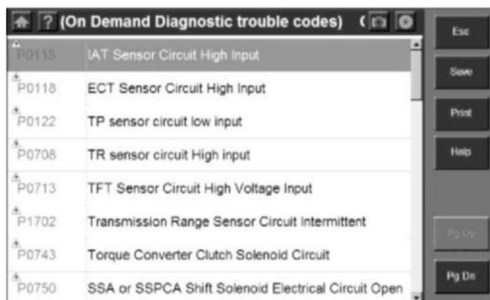 ? (On Demand Diagnostic trouble codes) (
Esc
P0113 IAT Sensor Circuit High Input
Save
P0118 ECT Sensor Circuit High Input
P0122 TP sensor circuit low input
Print
P0708 TR sensor circuit High input
Help
P0713 TFT Sensor Circuit High Voltage Input
P1702 Transmission Range Sensor Circuit Intermittent
Pg Up
P0743 Torque Converter Clutch Solenoid Circuit
Pg Dn
P0750 SSA or SSPCA Shift Solenoid Electrical Circuit Open